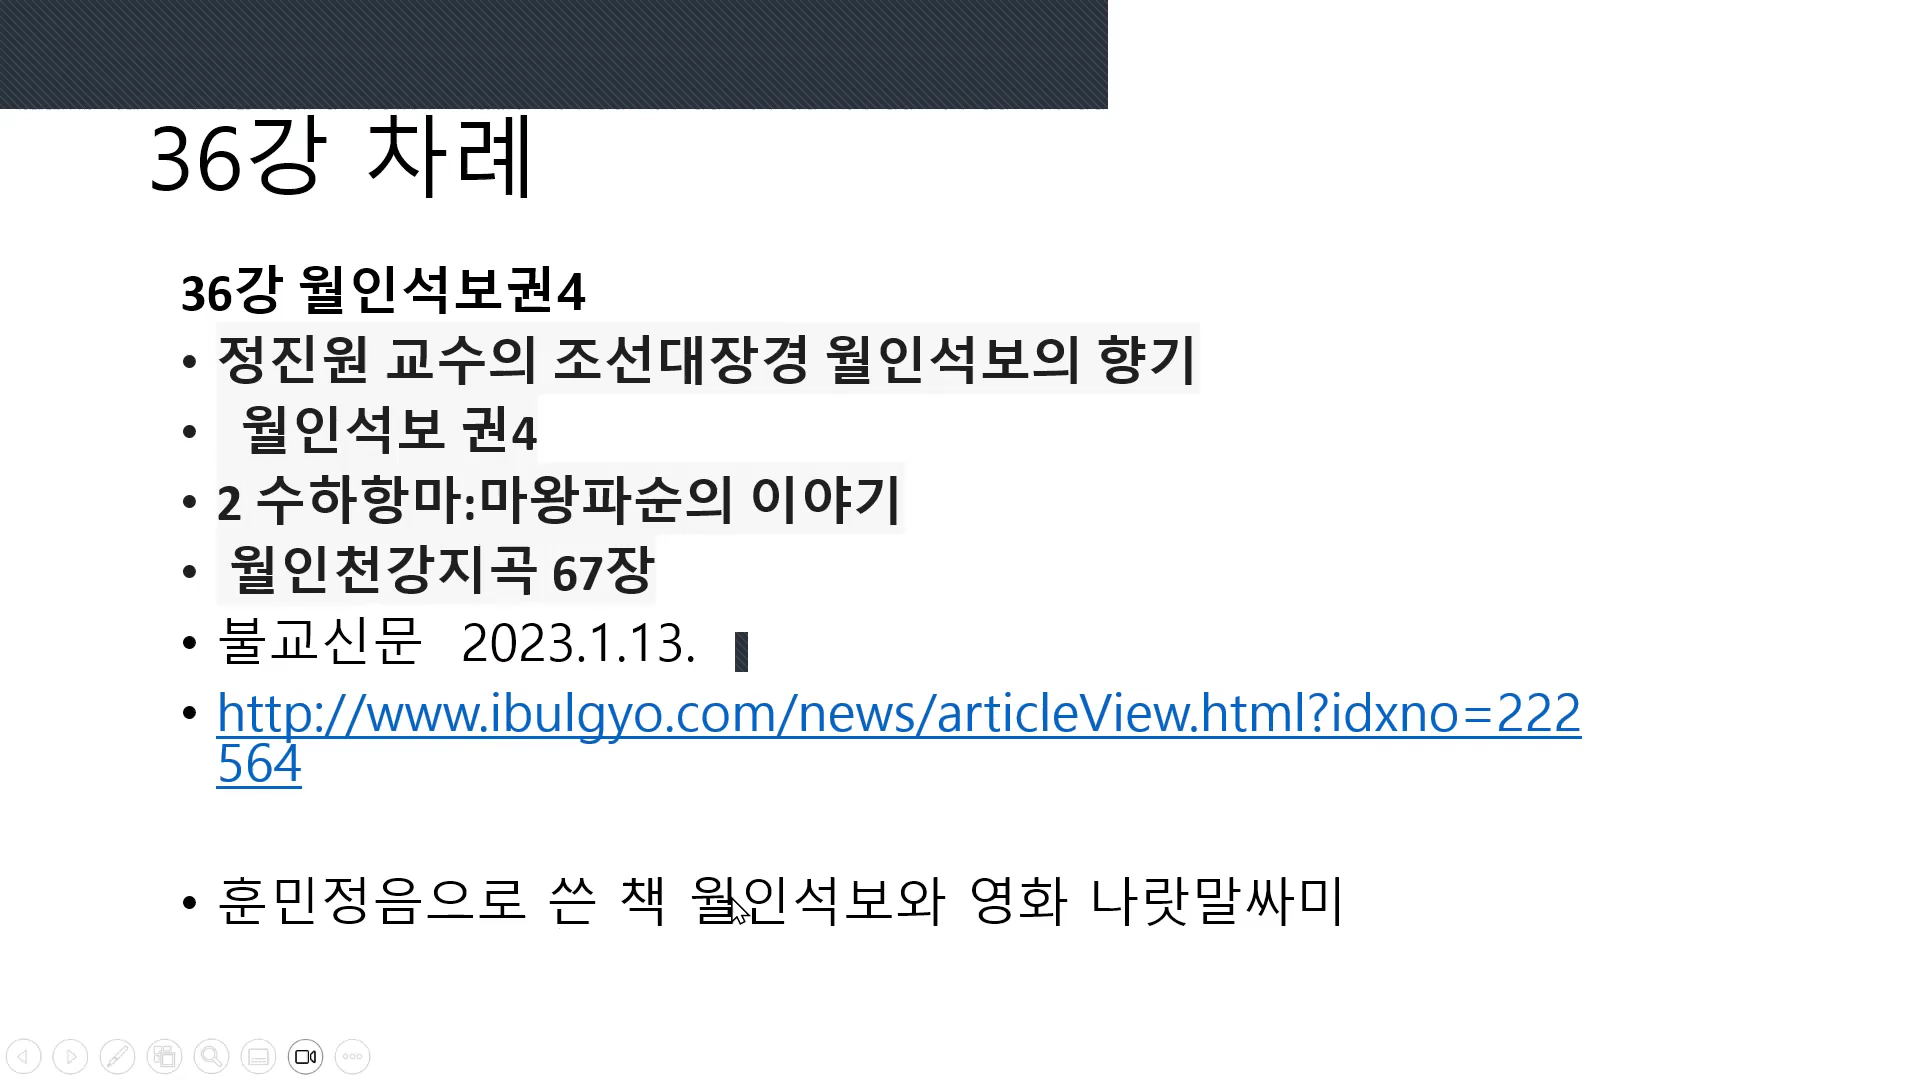 36강 차례
36강 월인석보권4
• 정진원 교수의 조선대장경 월인석보의 향기
• 월인석보 권4
• 2 수하항마:마왕파순의 이야기
• 월인천강지곡 67장
• 불교신문 2023.1.13.
• http://www.ibulgyo.com/news/articleView.html?idxno=222
564
• 훈민정음으로 쓴 책 월인석보와 영화 나랏말싸미